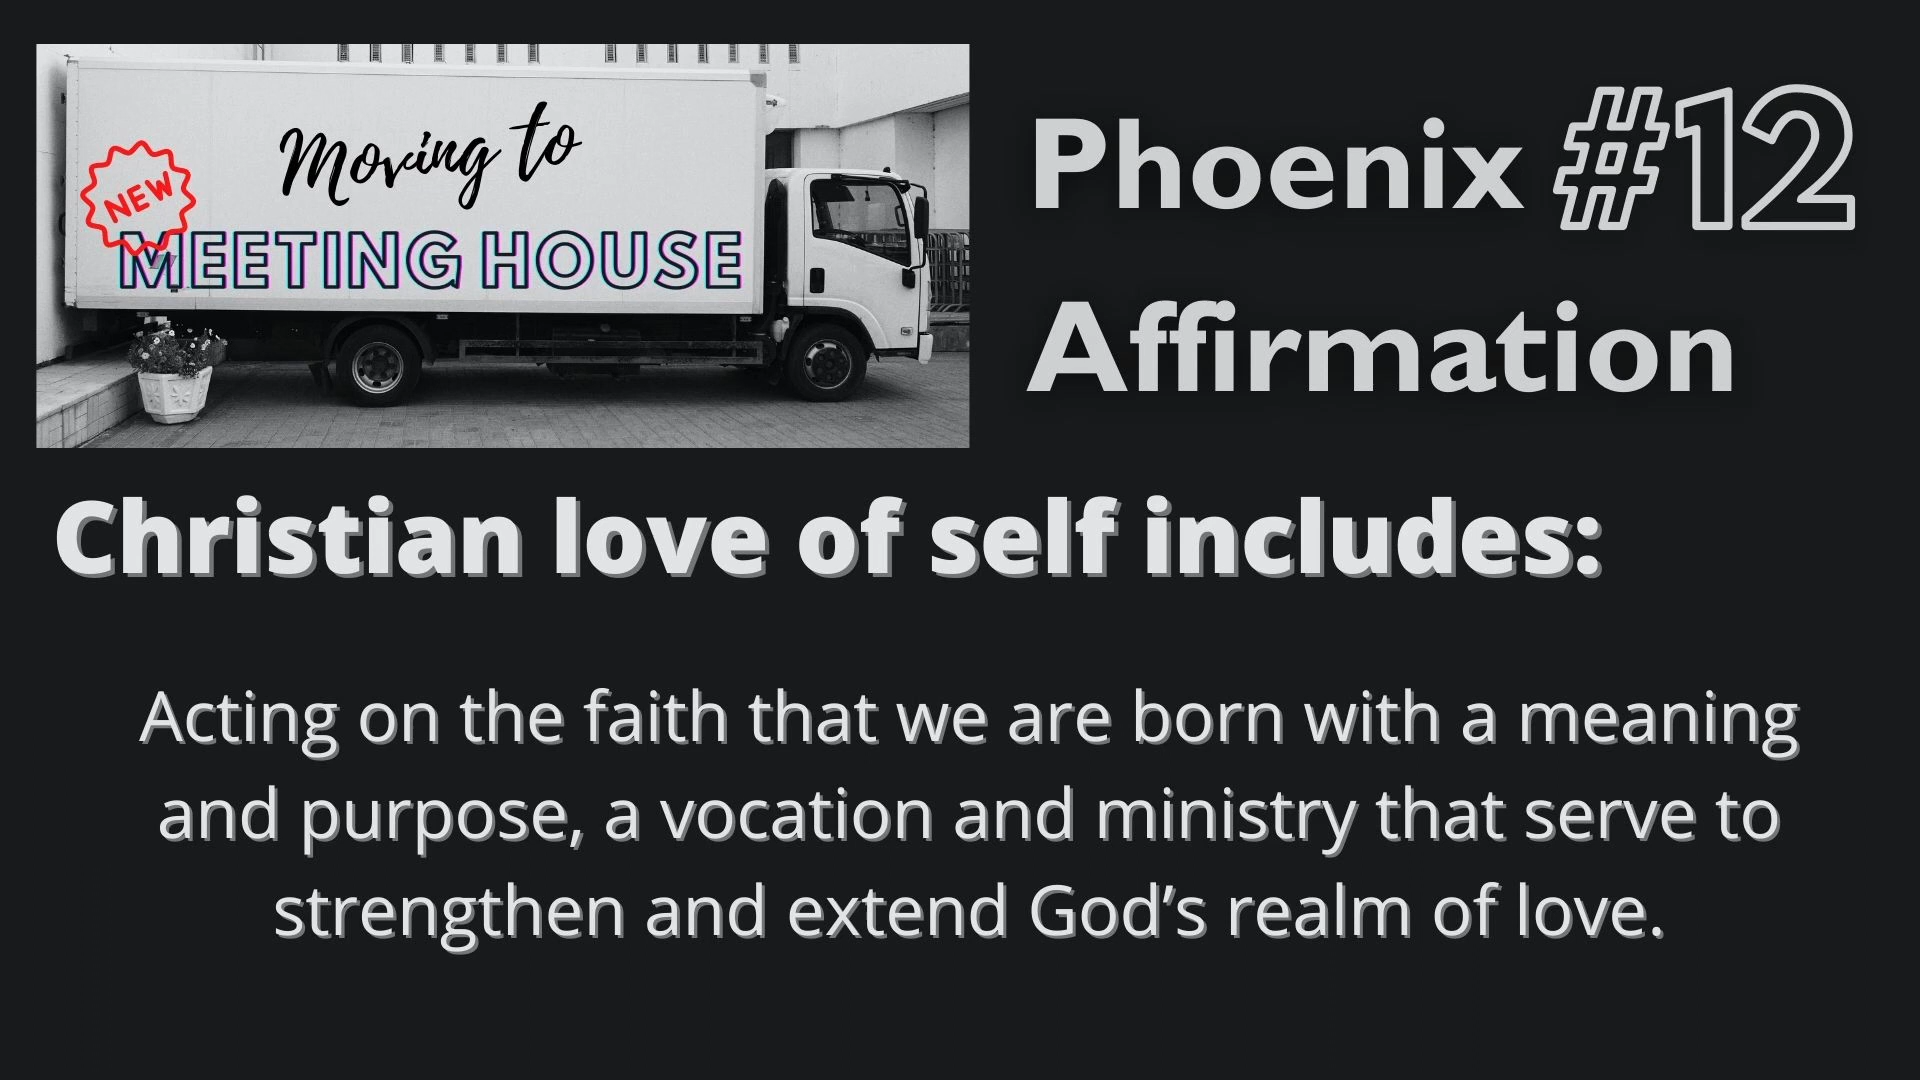 Moving to
NEW
MEETING HOUSE
Phoenix #12
Affirmation
Christian love of self includes:
Acting on the faith that we are born with a meaning
and purpose, a vocation and ministry that serve to
strengthen and extend God’s realm of love.